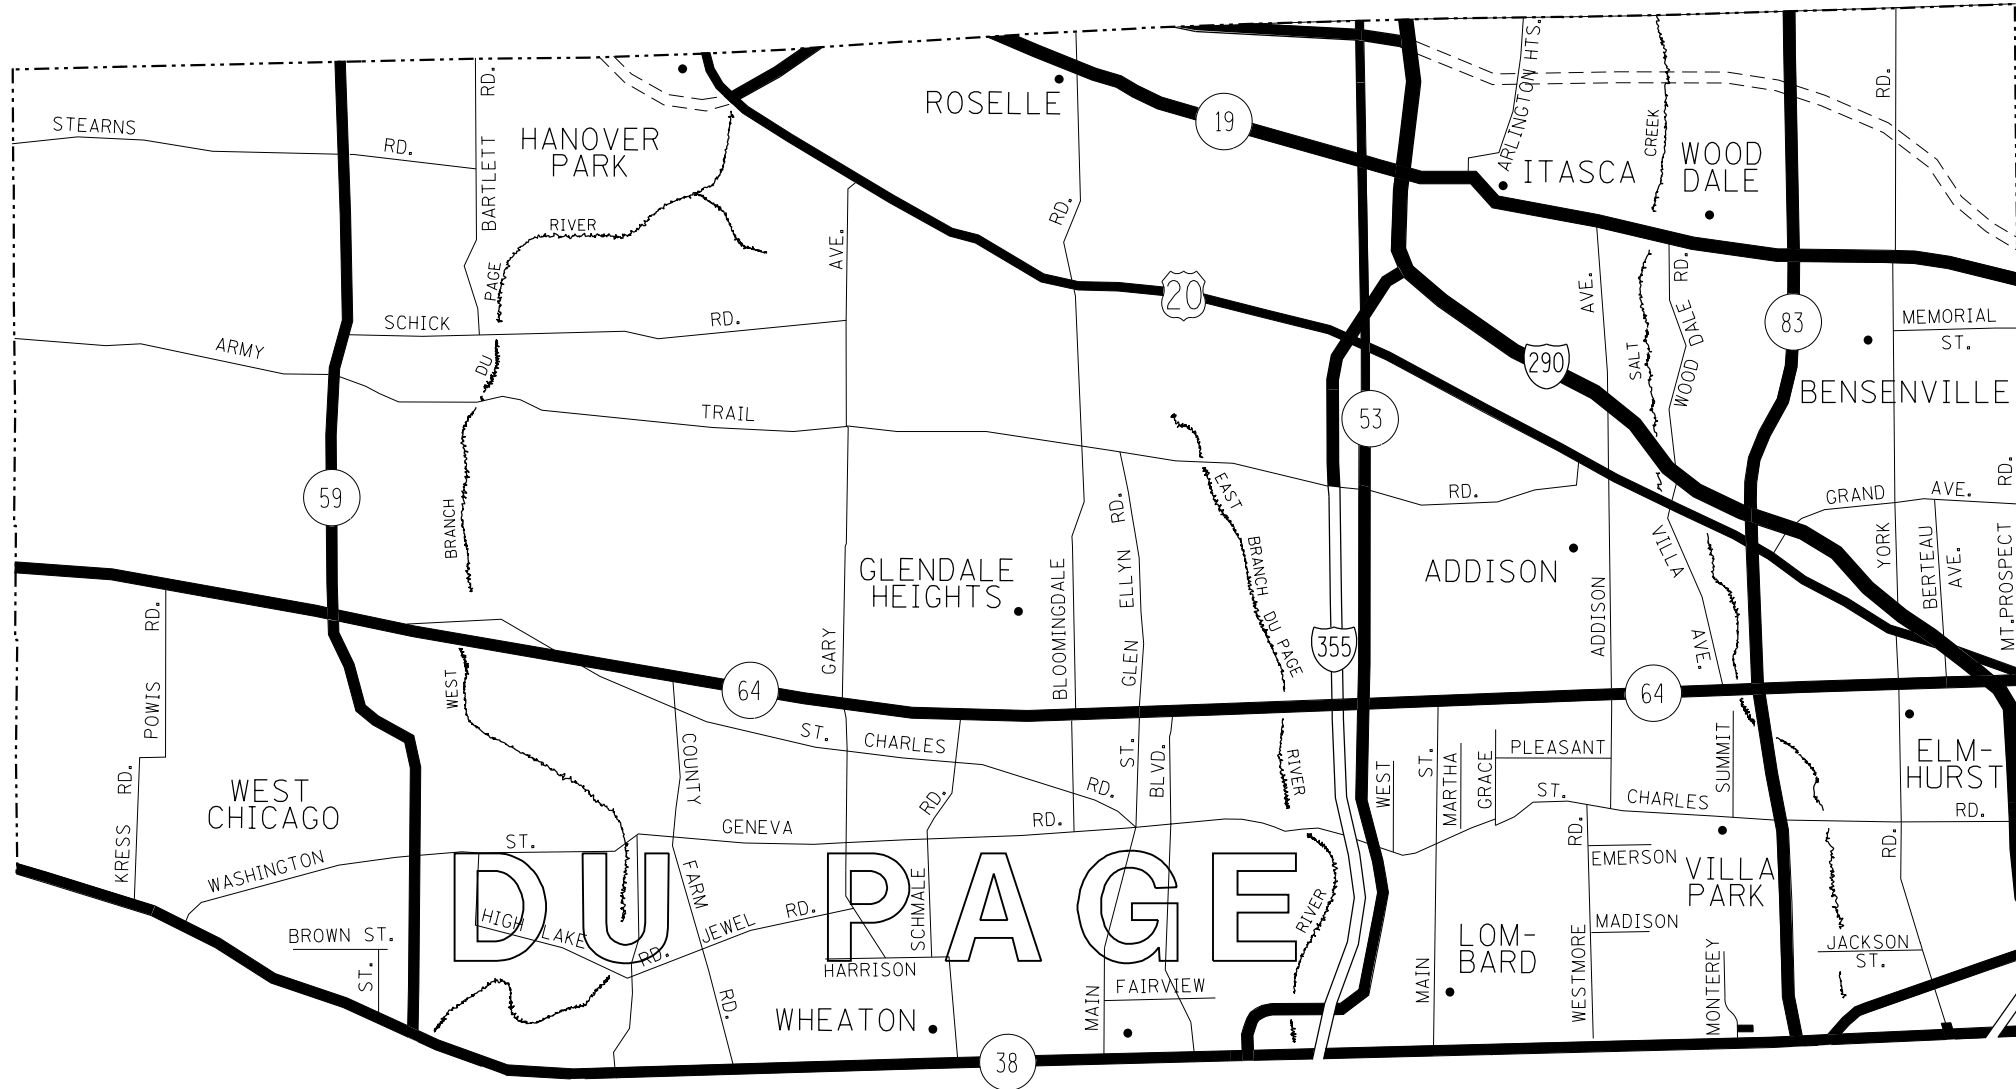 STEARNS
RD.
BARTLETT
RD.
HANOVER
PARK
ROSELLE
19
ARLINGTON HTS.
CREEK
ITASCA
WOOD
DALE
RD.
RIVER
PAGE
DU
AVE.
RD.
20
AVE.
RD.
WOOD DALE
SALT
83
MEMORIAL
ST.
BENSENVILLE
SCHICK
RD.
ARMY
TRAIL
RD.
290
53
59
BRANCH
WEST
EAST
BRANCH DU PAGE
RIVER
RIVER
GRAND
AVE.
RD.
YORK
BERTEAU
AVE.
MT.PROSPECT
GLENDALE
HEIGHTS
BLOOMINGDALE
RD.
GLEN ELLYN
ADDISON
ADDISON
VILLA
AVE.
GARY
355
64
64
POWIS
RD.
KRESS
RD.
WEST
CHICAGO
COUNTY
FARM
RD.
ST.
CHARLES
RD.
ST.
BLVD.
GENEVA
RD.
RD.
WEST
ST.
MARTHA
GRACE
PLEASANT
SUMMIT
ELM-
HURST
ST.
CHARLES
RD.
WASHINGTON
ST.
DU PAGE
HIGH LAKE
RD.
JEWEL
RD.
SCHMALE
HARRISON
BROWN ST.
ST.
WHEATON
MAIN
FAIRVIEW
38
LOM-
BARD
MAIN
WESTMORE
RD.
EMERSON
MADISON
VILLA
PARK
MONTEREY
JACKSON
ST.
RD.